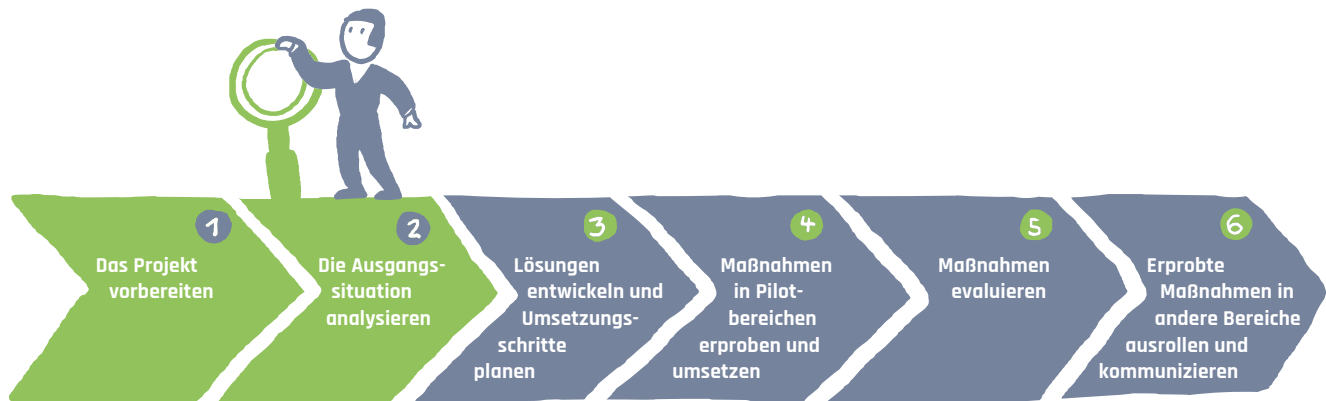 1
Das Projekt
vorbereiten
2
Die Ausgangs-
situation
analysieren
3
Lösungen
entwickeln und
Umsetzungs-
schritte
planen
4
Maßnahmen
in Pilot-
bereichen
erproben und
umsetzen
5
Maßnahmen
evaluieren
6
Erprobte
Maßnahmen in
andere Bereiche
ausrollen und
kommunizieren